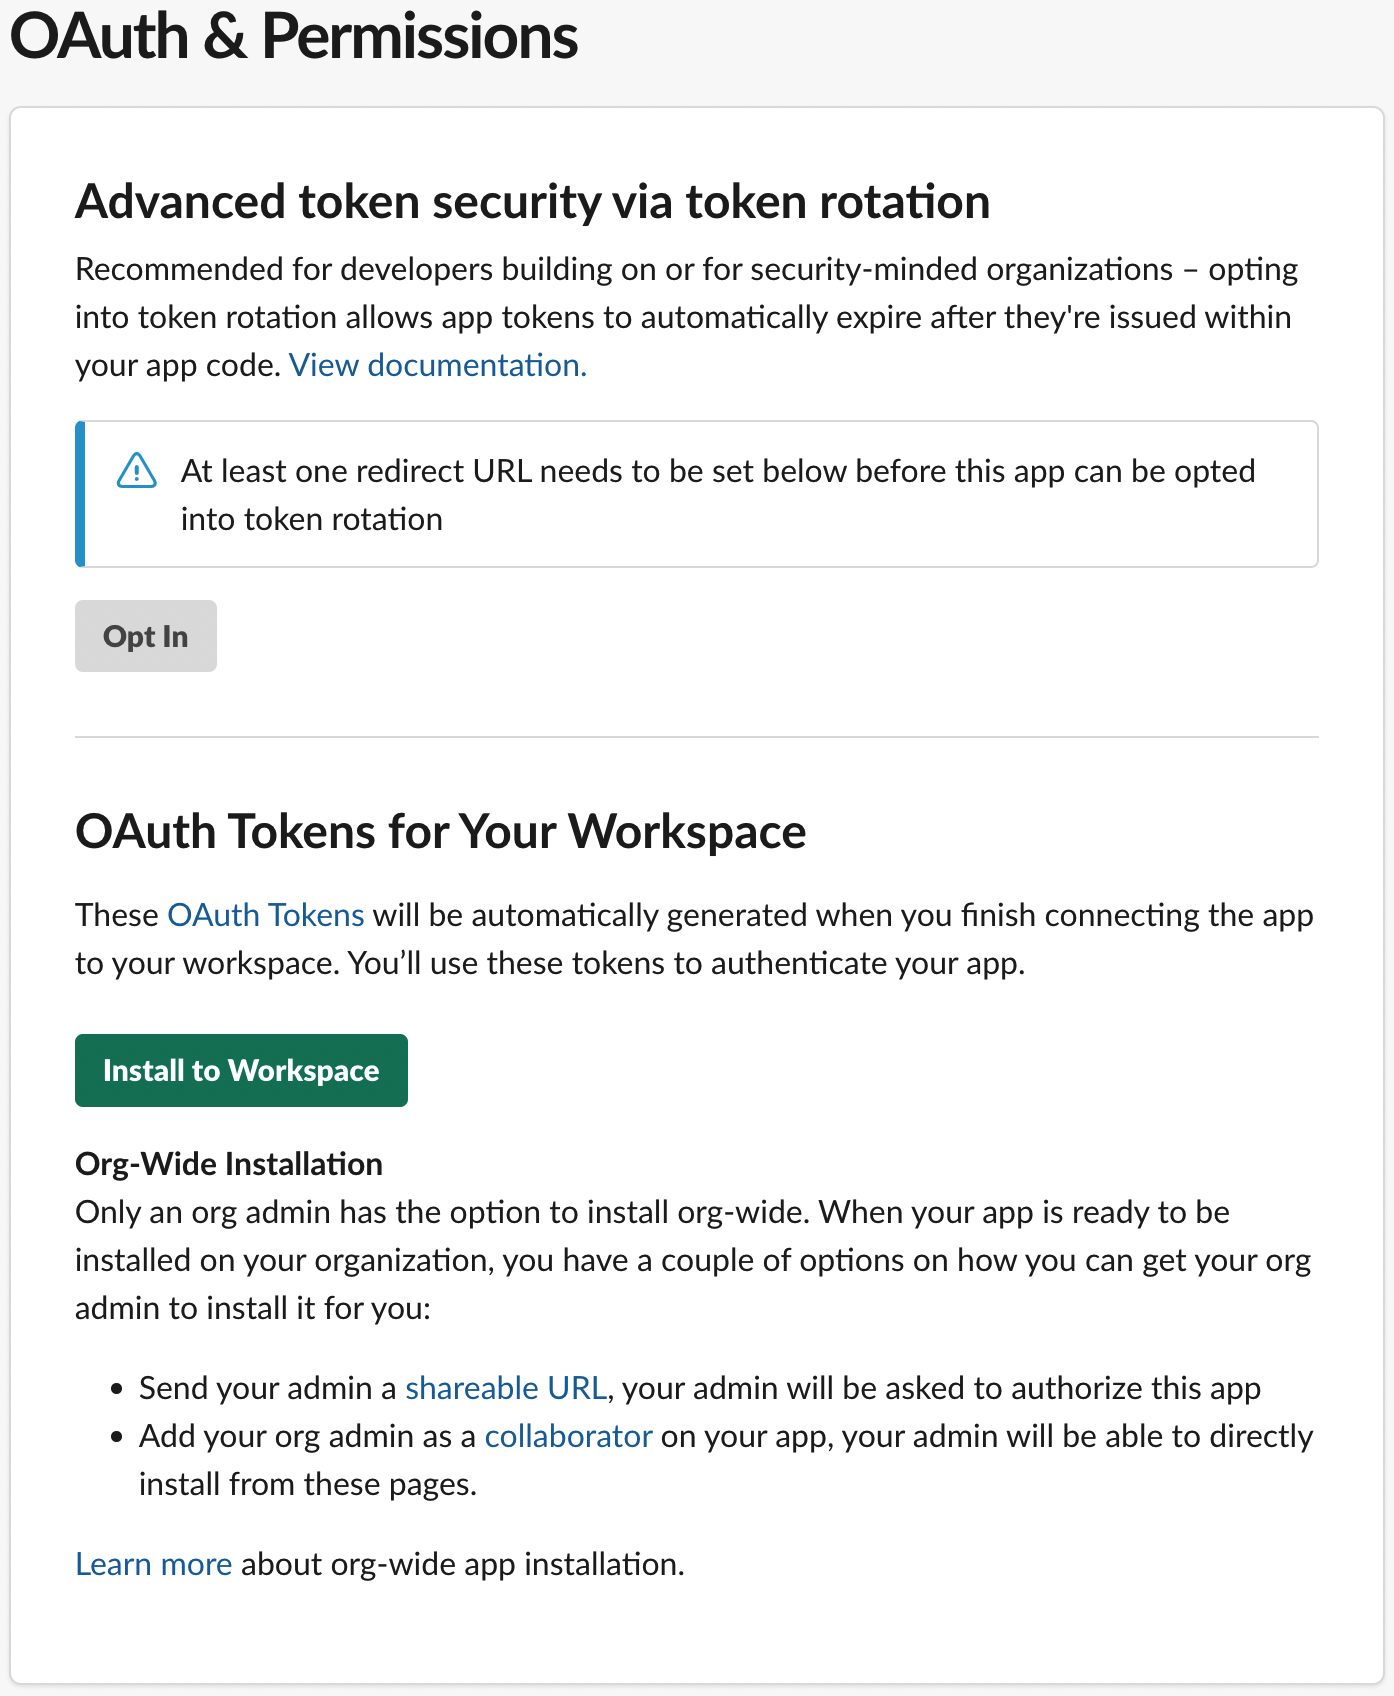 OAuth & Permissions
Advanced token security via token rotation
Recommended for developers building on or for security-minded organizations – opting
into token rotation allows app tokens to automatically expire after they're issued within
your app code. View documentation.
At least one redirect URL needs to be set below before this app can be opted
into token rotation
Opt In
OAuth Tokens for Your Workspace
These OAuth Tokens will be automatically generated when you finish connecting the app
to your workspace. You’ll use these tokens to authenticate your app.
Install to Workspace
Org-Wide Installation
Only an org admin has the option to install org-wide. When your app is ready to be
installed on your organization, you have a couple of options on how you can get your org
admin to install it for you:
• Send your admin a shareable URL, your admin will be asked to authorize this app
• Add your org admin as a collaborator on your app, your admin will be able to directly
install from these pages.
Learn more about org-wide app installation.